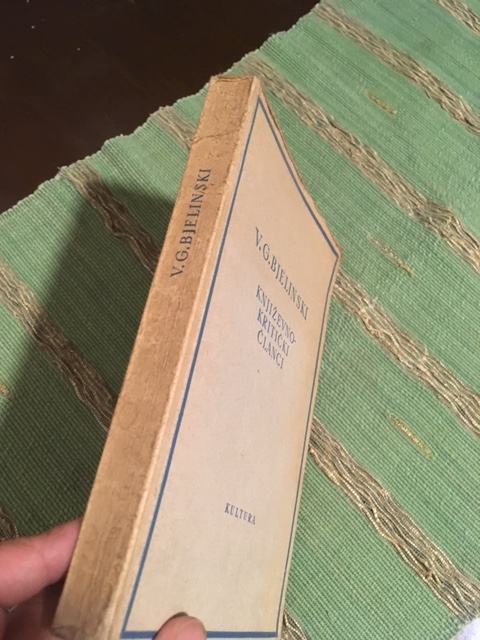 V. G. BJELINSKI
V. G. BJELINSKI
KNJIŽEVNO-
KRITIČKI
ČLANCI
KULTURA